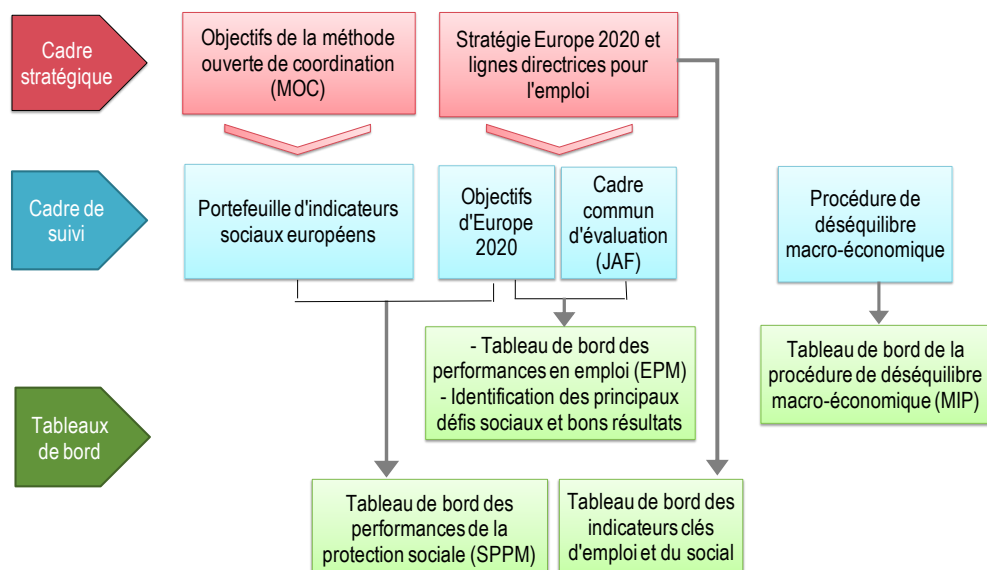 Cadre
stratégique
Objectifs de la méthode
ouverte de coordination
(MOC)
Stratégie Europe 2020 et
lignes directrices pour
l'emploi
Cadre de
suivi
Portefeuille d'indicateurs
sociaux européens
Objectifs
d'Europe
2020
Cadre
commun
d'évaluation
(JAF)
Procédure de
déséquilibre
macro-économique
Tableaux
de bord
- Tableau de bord des
performances en emploi (EPM)
- Identification des principaux
défis sociaux et bons résultats
Tableau de bord de la
procédure de déséquilibre
macro-économique (MIP)
Tableau de bord des
performances de la
protection sociale (SPPM)
Tableau de bord des
indicateurs clés
d'emploi et du social